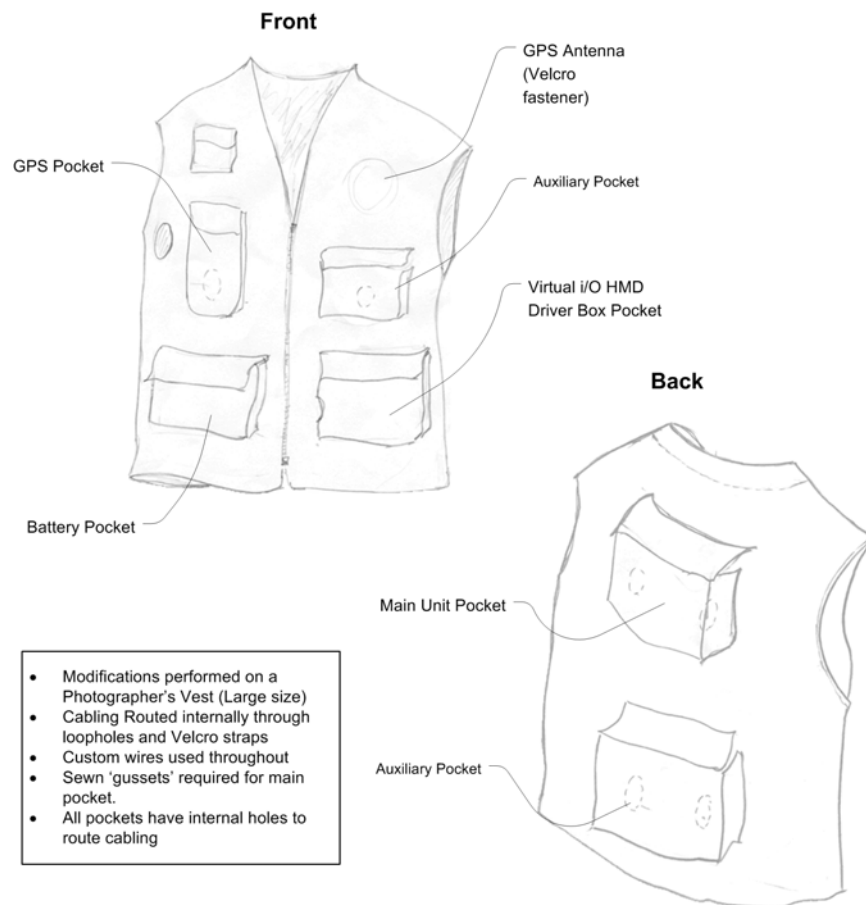 Front
GPS Antenna
(Velcro
fastener)
GPS Pocket
Auxiliary Pocket
Virtual i/O HMD
Driver Box Pocket
Battery Pocket
Back
Main Unit Pocket
Auxiliary Pocket
• Modifications performed on a
Photographer's Vest (Large size)
• Cabling Routed internally through
loopholes and Velcro straps
• Custom wires used throughout
• Sewn 'gussets' required for main
pocket.
• All pockets have internal holes to
route cabling